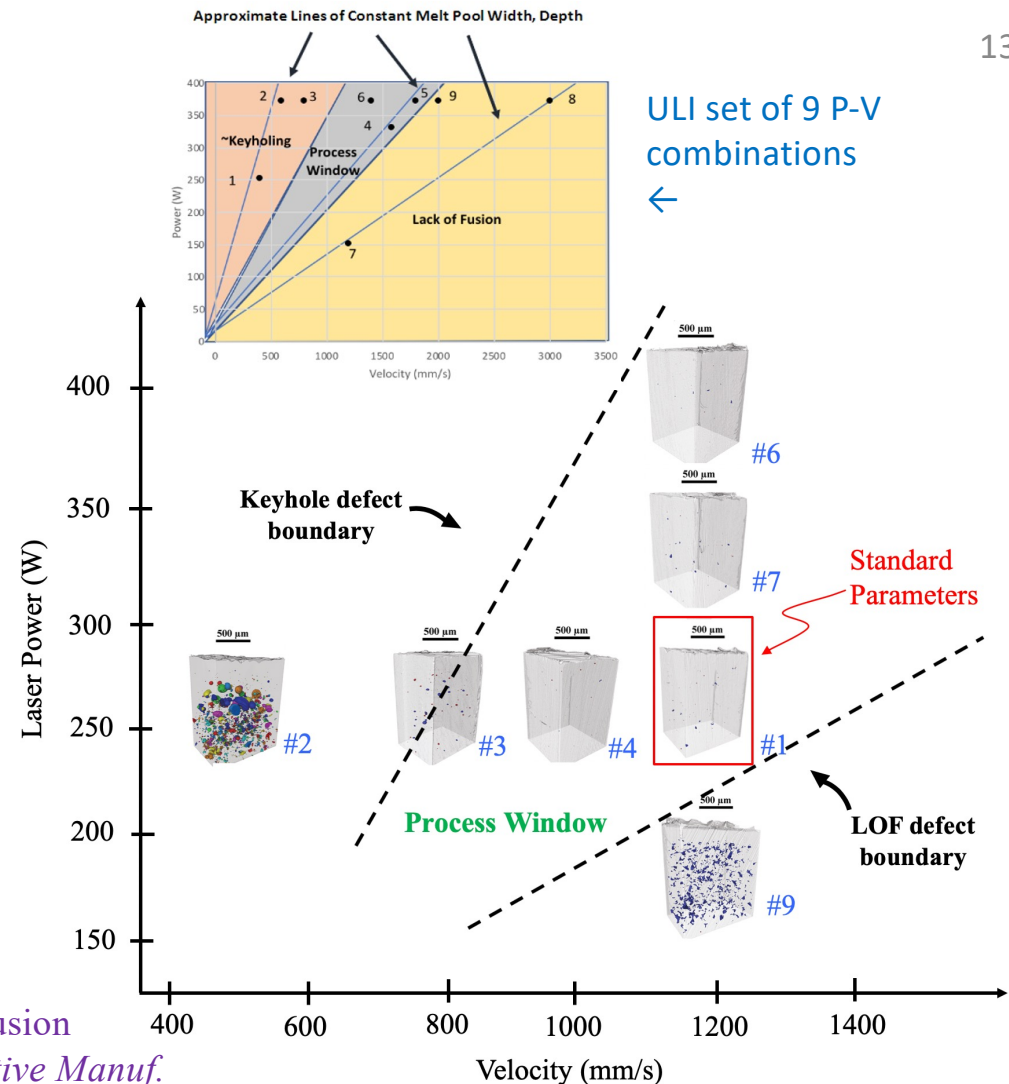 Approximate Lines of Constant Melt Pool Width, Depth
13
400
350
300
250
200
150
100
50
0
Power (W)
2
3
6
5
9
8
4
1
7
~Keyholing
Process
Window
Lack of Fusion
0
500
1000
1500
2000
2500
3000
3500
Velocity (mm/s)
ULI set of 9 P-V
combinations
←
400
350
300
250
200
150
Laser Power (W)
Keyhole defect
boundary
500 µm
#6
500 µm
#7
Standard
Parameters
500 µm
#2
500 µm
#3
500 µm
#4
500 µm
#1
Process Window
500 µm
#9
LOF defect
boundary
400
600
800
1000
1200
1400
Velocity (mm/s)
usion
tive Manuf.